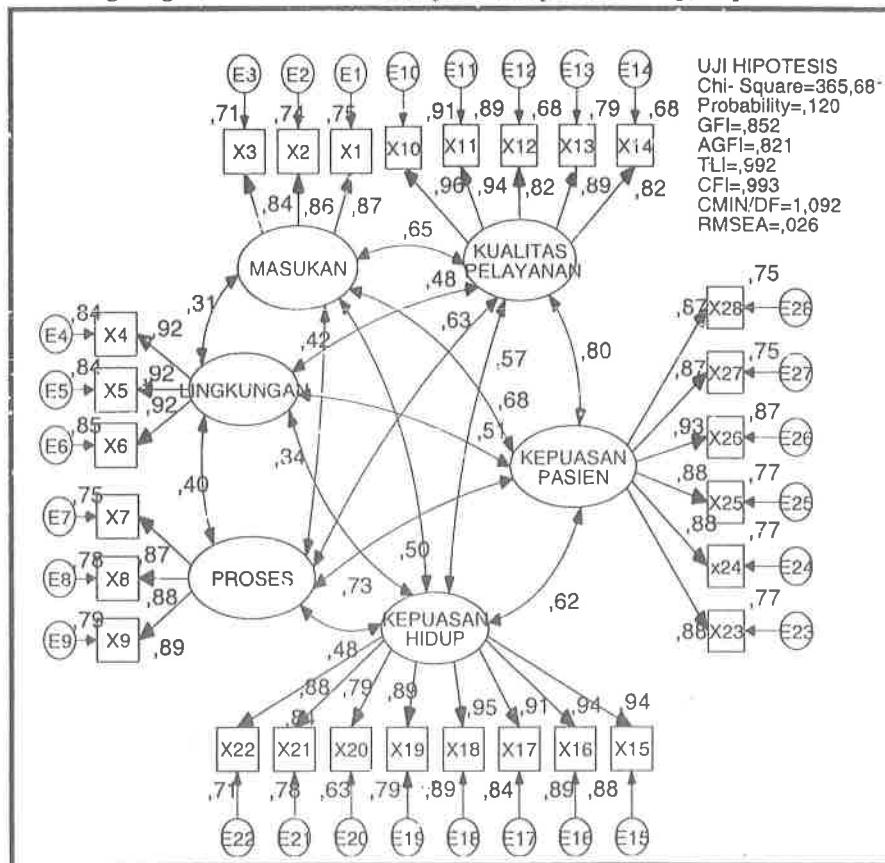 E3 E2 E1 E10 E11 E12 E13 E14
UJI HIPOTESIS
Chi- Square=365,68
Probability=,120
GFI=,852
AGFI=,821
TLI=,992
CFI=,993
CMIN/DF=1,092
RMSEA=,026
,71 ,74 ,75 ,91 ,89 ,68 ,79 ,68
X3 X2 X1 X10 X11 X12 X13 X14
,84 ,86 ,87 ,96 ,94 ,82 ,89 ,82
,65
MASUKAN
KUALITAS
PELAYANAN
,48
,31
,42
,63
,57
,80
,84
E4 X4 ,92
,84
E5 X5 ,92
LINGKUNGAN
,85
E6 X6 ,92
,75
,87 X28 E28
,75
,87 X27 E27
,87
,93 X26 E26
,77
,88 X25 E25
,77
,88 x24 E24
,77
,88 X23 E23
,68
,51
KEPUASAN
PASIEN
,34
,40
,75
E7 X7
,87
,78
E8 X8
,88
,79
E9 X9
,89
PROSES
,50
,73
,62
KEPUASAN
HIDUP
,48
,88 ,79 ,89 ,95 ,91 ,94 ,94
X22 X21 X20 X19 X18 X17 X16 X15
,71 ,78 ,63 ,79 ,89 ,84 ,89 ,88
E22 E21 E20 E19 E18 E17 E16 E15